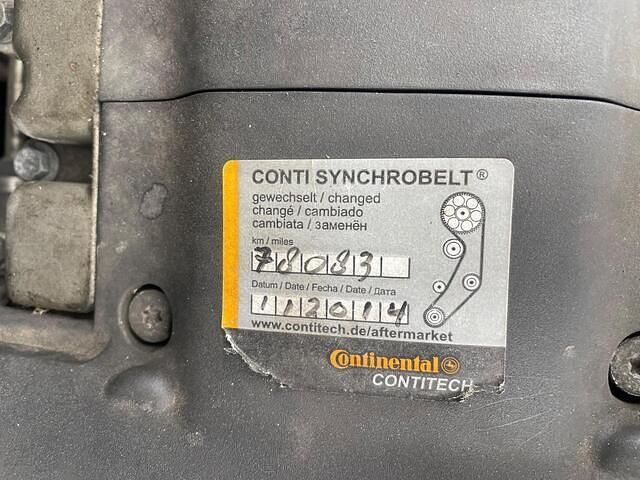 CONTI SYNCHROBELT®
gewechselt / changed
changé / cambiado
cambiata / заменён
km / miles
78083
Datum / Date / Fecha / Date / Дата
112014
www.contitech.de/aftermarket
Continental
CONTITECH